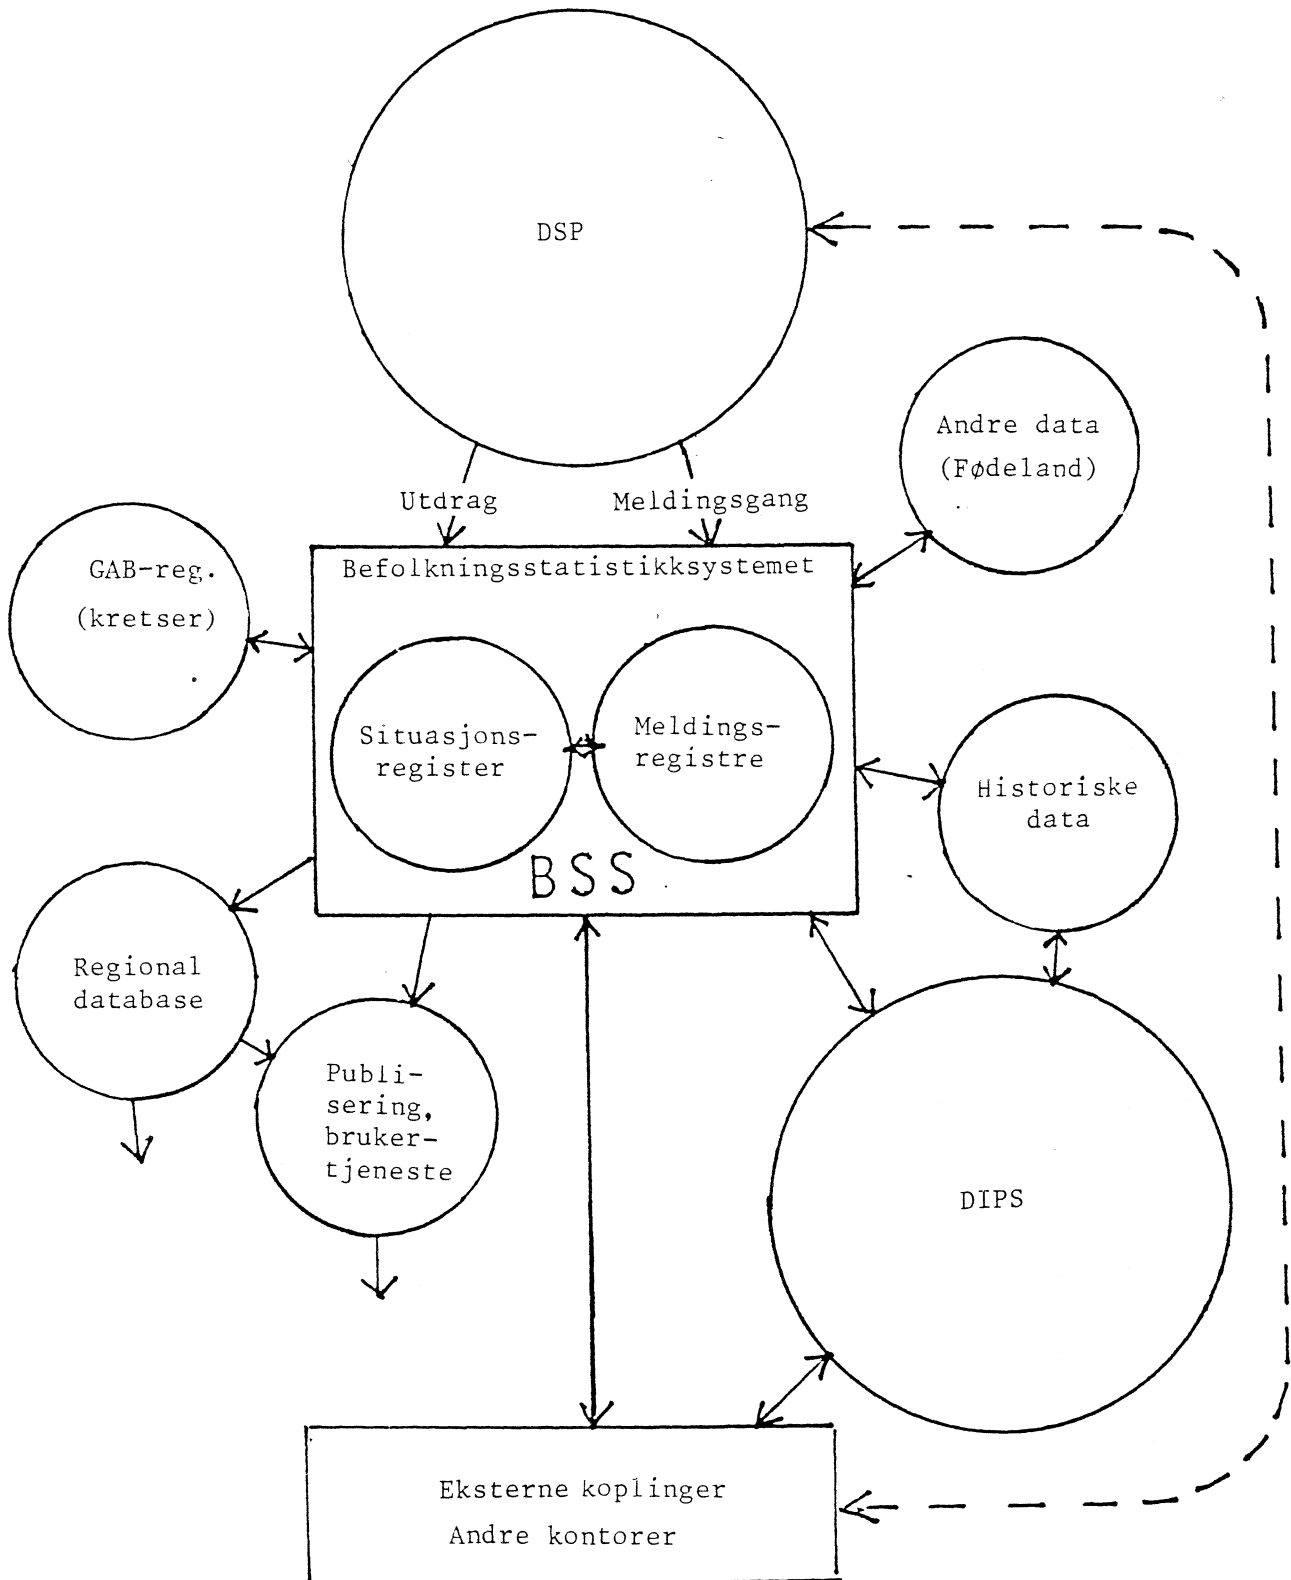 DSP
Andre data
(Fødeland)
Utdrag
Meldingsgang
GAB-reg.
(kretser)
Befolkningsstatistikksystemet
Situasjons-
register
Meldings-
registre
BSS
Historiske
data
Regional
database
Publi-
sering,
bruker-
tjeneste
DIPS
Eksterne koplinger
Andre kontorer